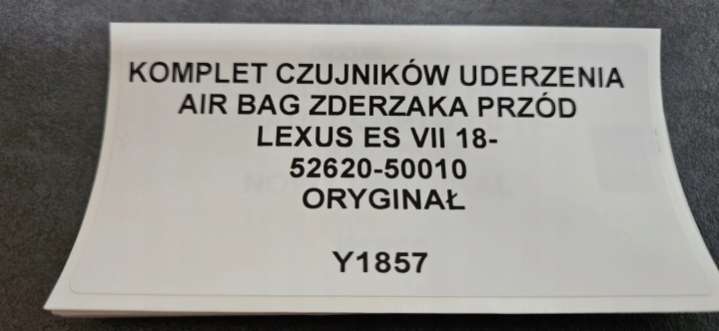 KOMPLET CZUJNIKÓW UDERZENIA
AIR BAG ZDERZAKA PRZÓD
LEXUS ES VII 18-
52620-50010
ORYGINAŁ
Y1857